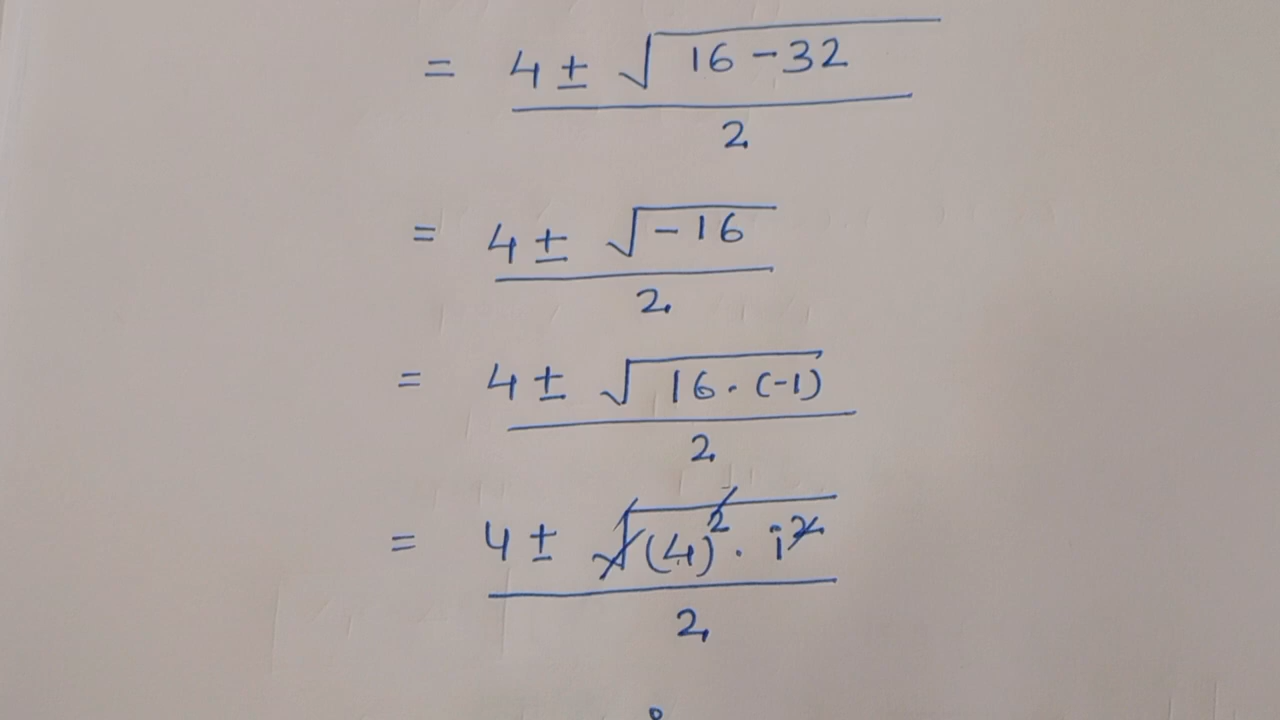 = 4 ± √16 - 32
2
= 4 ± √-16
2
= 4 ± √16 · (-1)
2
= 4 ± √(4)² · i²
2